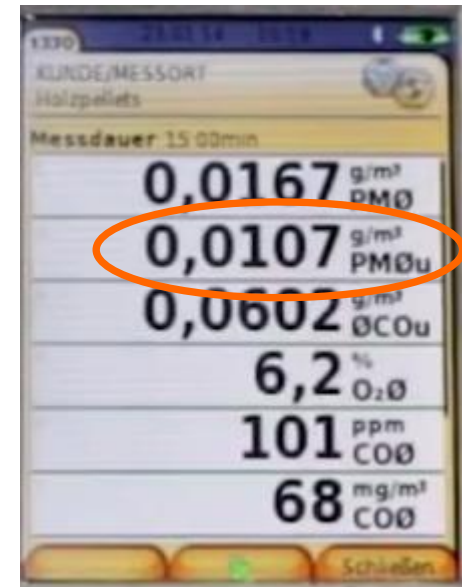 t330
KUNDE/MESSORT
Holzpellets
Messdauer 15:00min
0,0167 g/m³ PMØ
0,0107 g/m³ PMØu
0,0602 g/m³ ØCOu
6,2 % O₂Ø
101 ppm COØ
68 mg/m³ COØ
Schließen